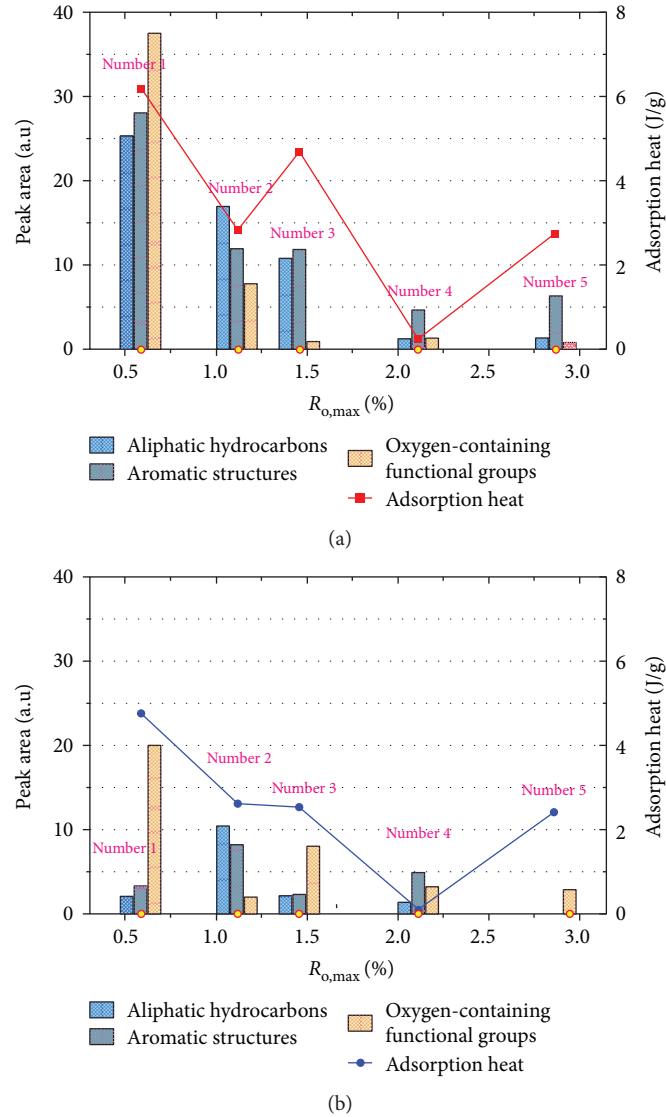 40
30
20
10
0
Peak area (a.u)
8
6
4
2
0
Adsorption heat (J/g)
Number 1
Number 2
Number 3
Number 4
Number 5
0.5 1.0 1.5 2.0 2.5 3.0
Ro,max (%)
Aliphatic hydrocarbons
Aromatic structures
Oxygen-containing
functional groups
Adsorption heat
(a)
40
30
20
10
0
Peak area (a.u)
8
6
4
2
0
Adsorption heat (J/g)
Number 1
Number 2
Number 3
Number 4
Number 5
0.5 1.0 1.5 2.0 2.5 3.0
Ro,max (%)
Aliphatic hydrocarbons
Aromatic structures
Oxygen-containing
functional groups
Adsorption heat
(b)